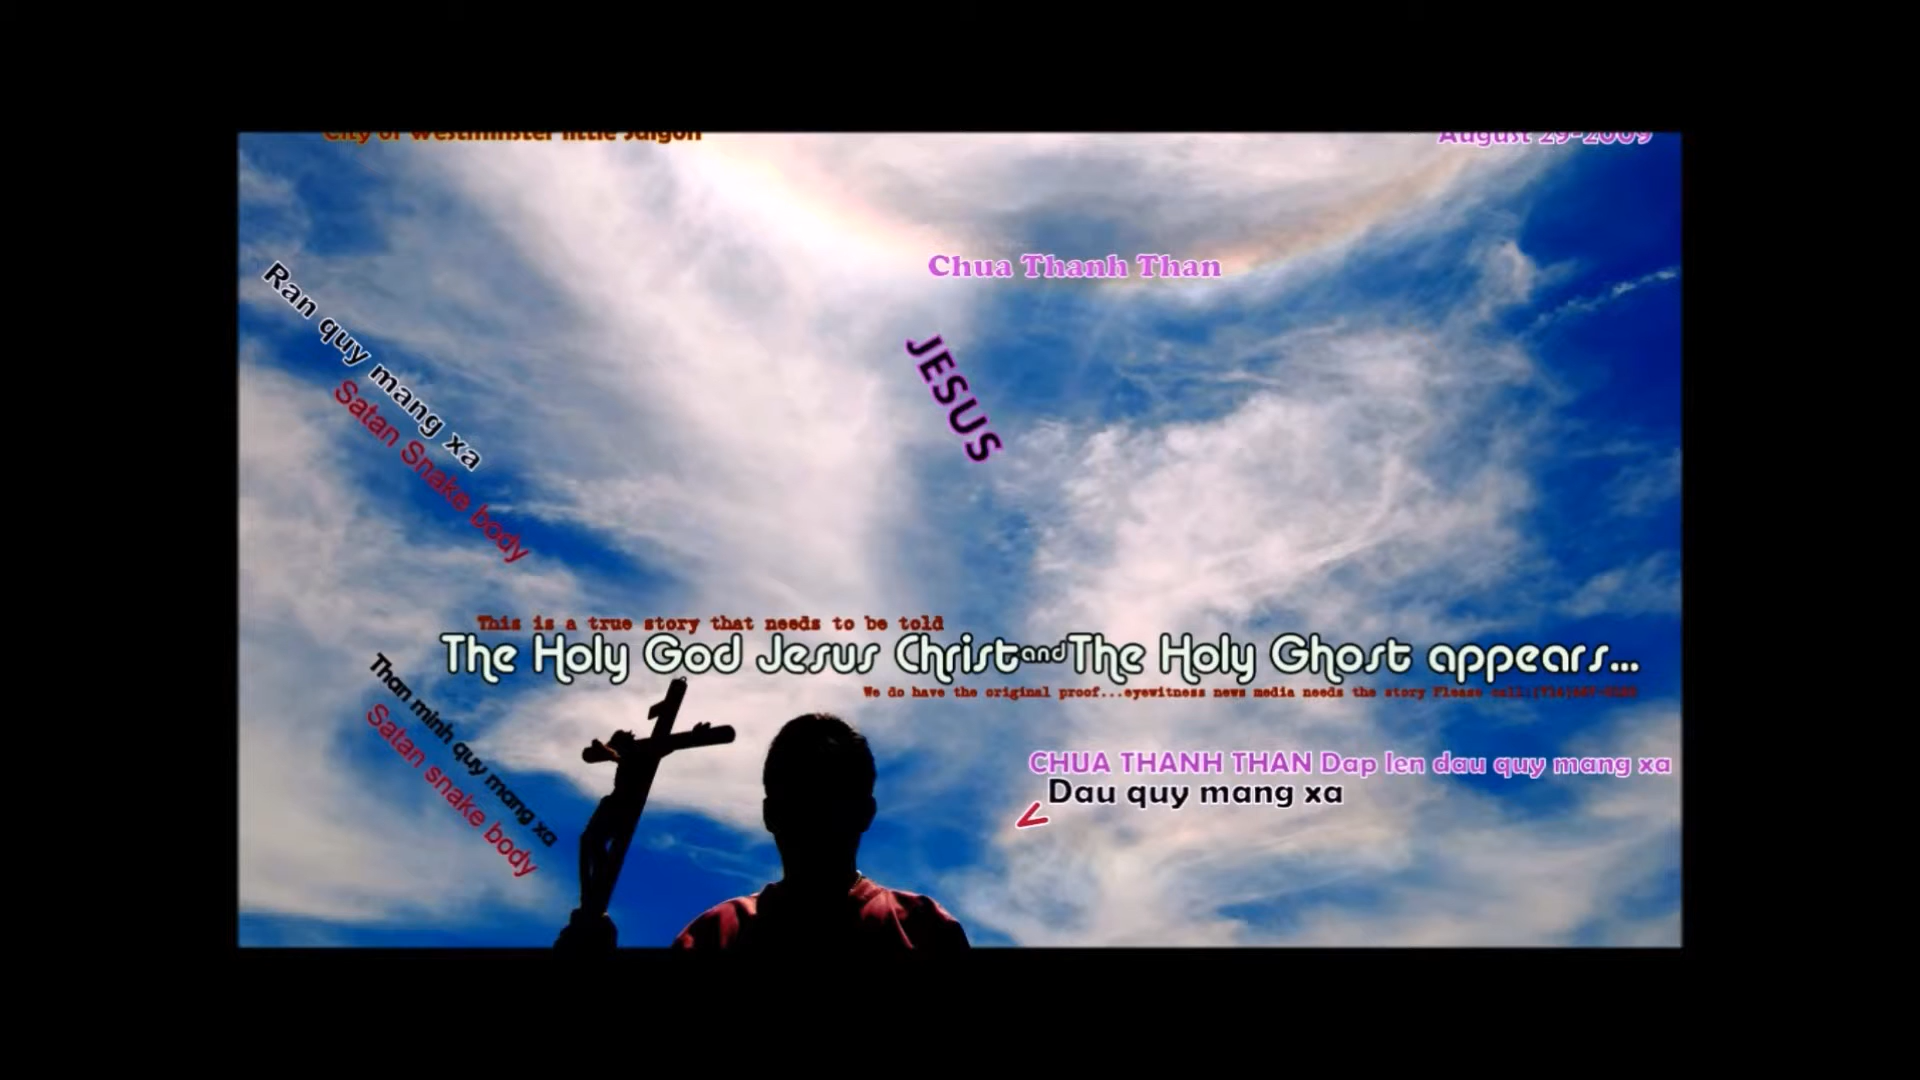 City of westminster little Saigon
August 29-2009
Chua Thanh Than
JESUS
Ran quy mang xa
Satan Snake body
This is a true story that needs to be told
The Holy God Jesus Christ and The Holy Ghost appears...
We do have the original proof...eyewitness news media needs the story Please call:
Than minh quy mang xa
Satan snake body
CHUA THANH THAN Dap len dau quy mang xa
Dau quy mang xa